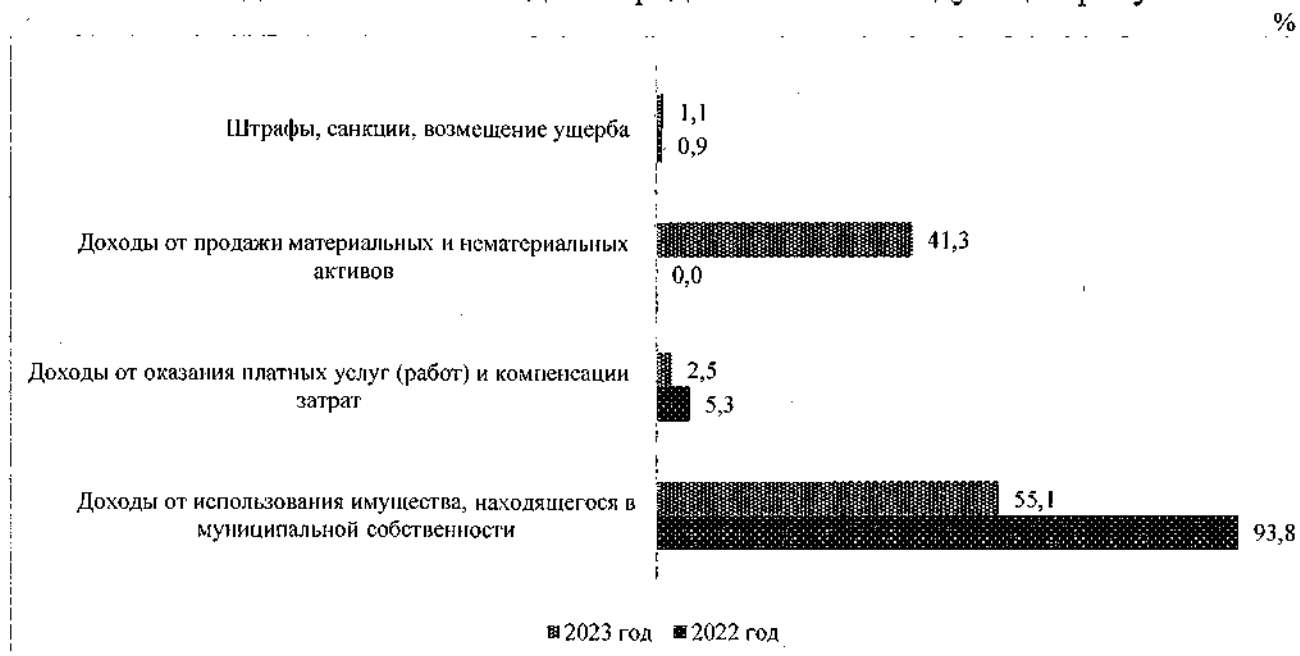 %
Штрафы, санкции, возмещение ущерба
1,1
0,9
Доходы от продажи материальных и нематериальных
активов
41,3
0,0
Доходы от оказания платных услуг (работ) и компенсации
затрат
2,5
5,3
Доходы от использования имущества, находящегося в
муниципальной собственности
55,1
93,8
2023 год 2022 год